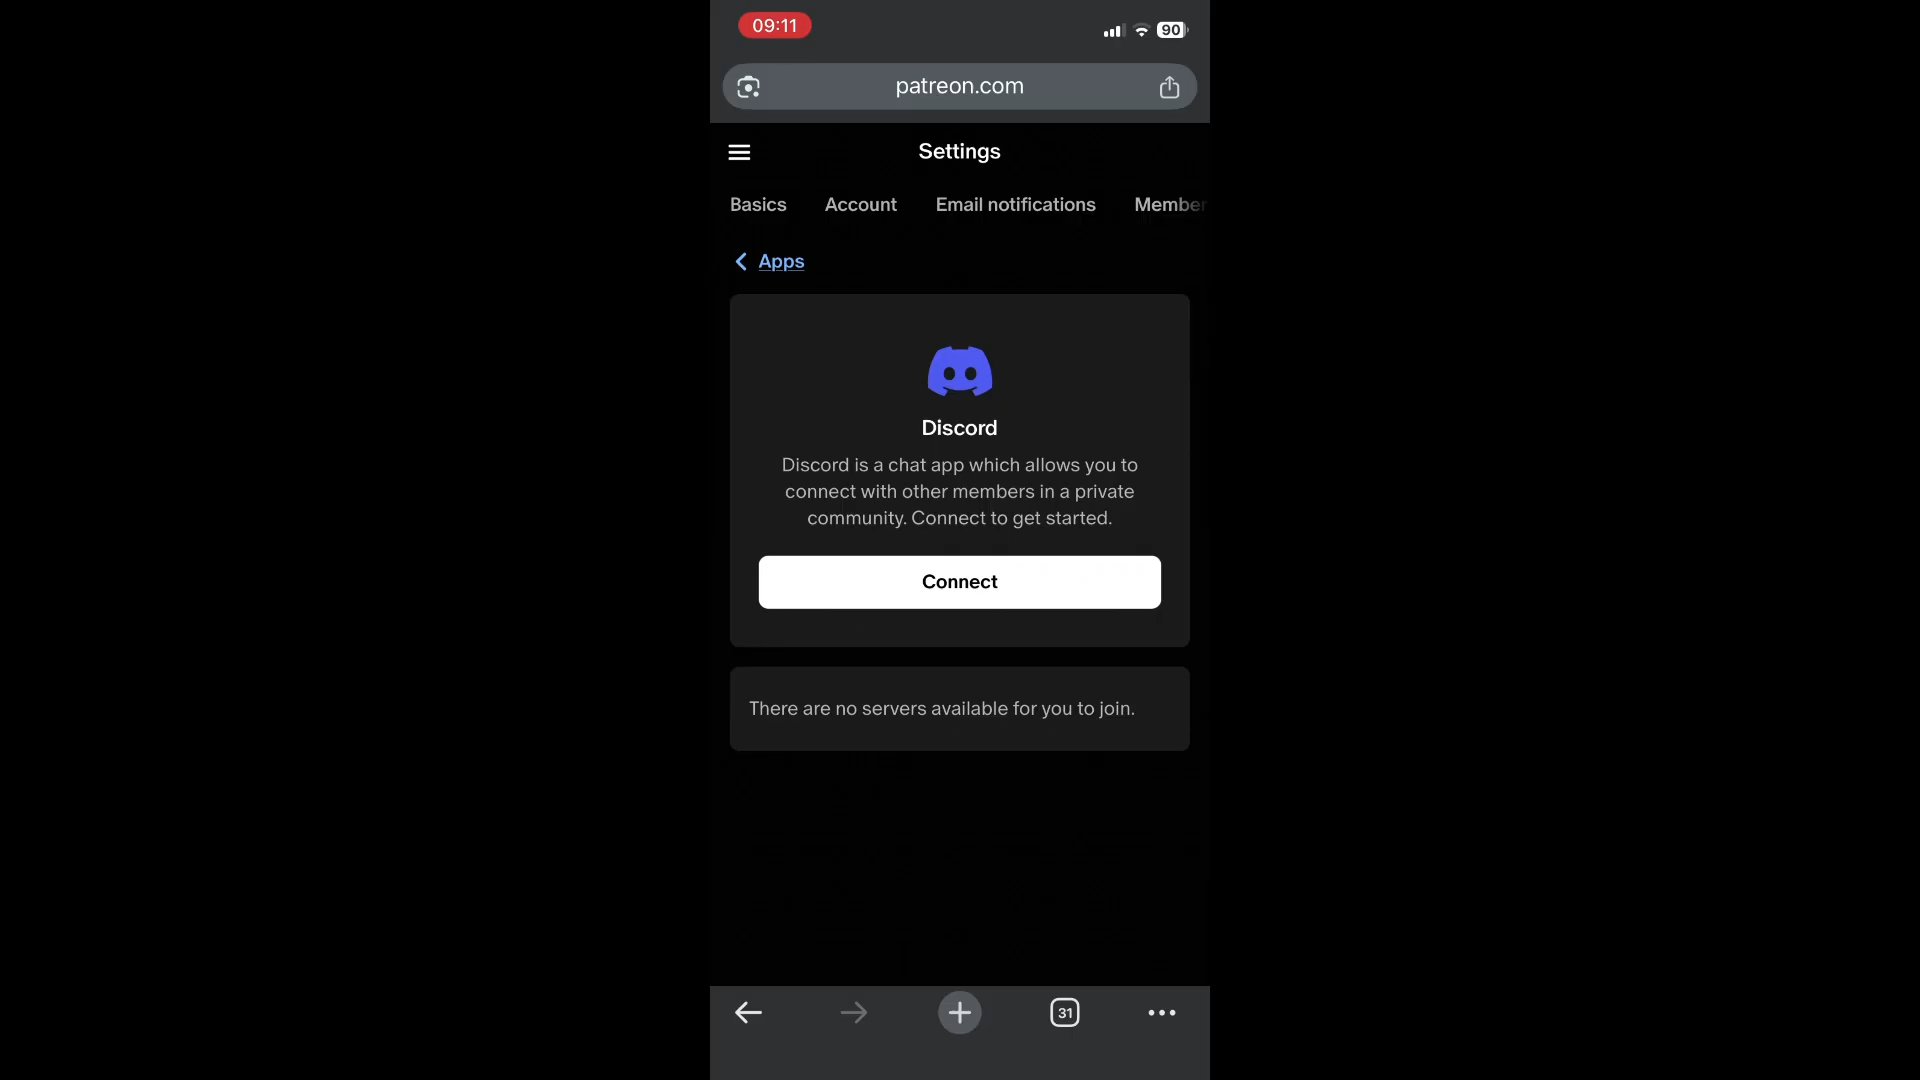 09:11
90
patreon.com
Settings
Basics Account Email notifications Member
Apps
Discord
Discord is a chat app which allows you to
connect with other members in a private
community. Connect to get started.
Connect
There are no servers available for you to join.
31